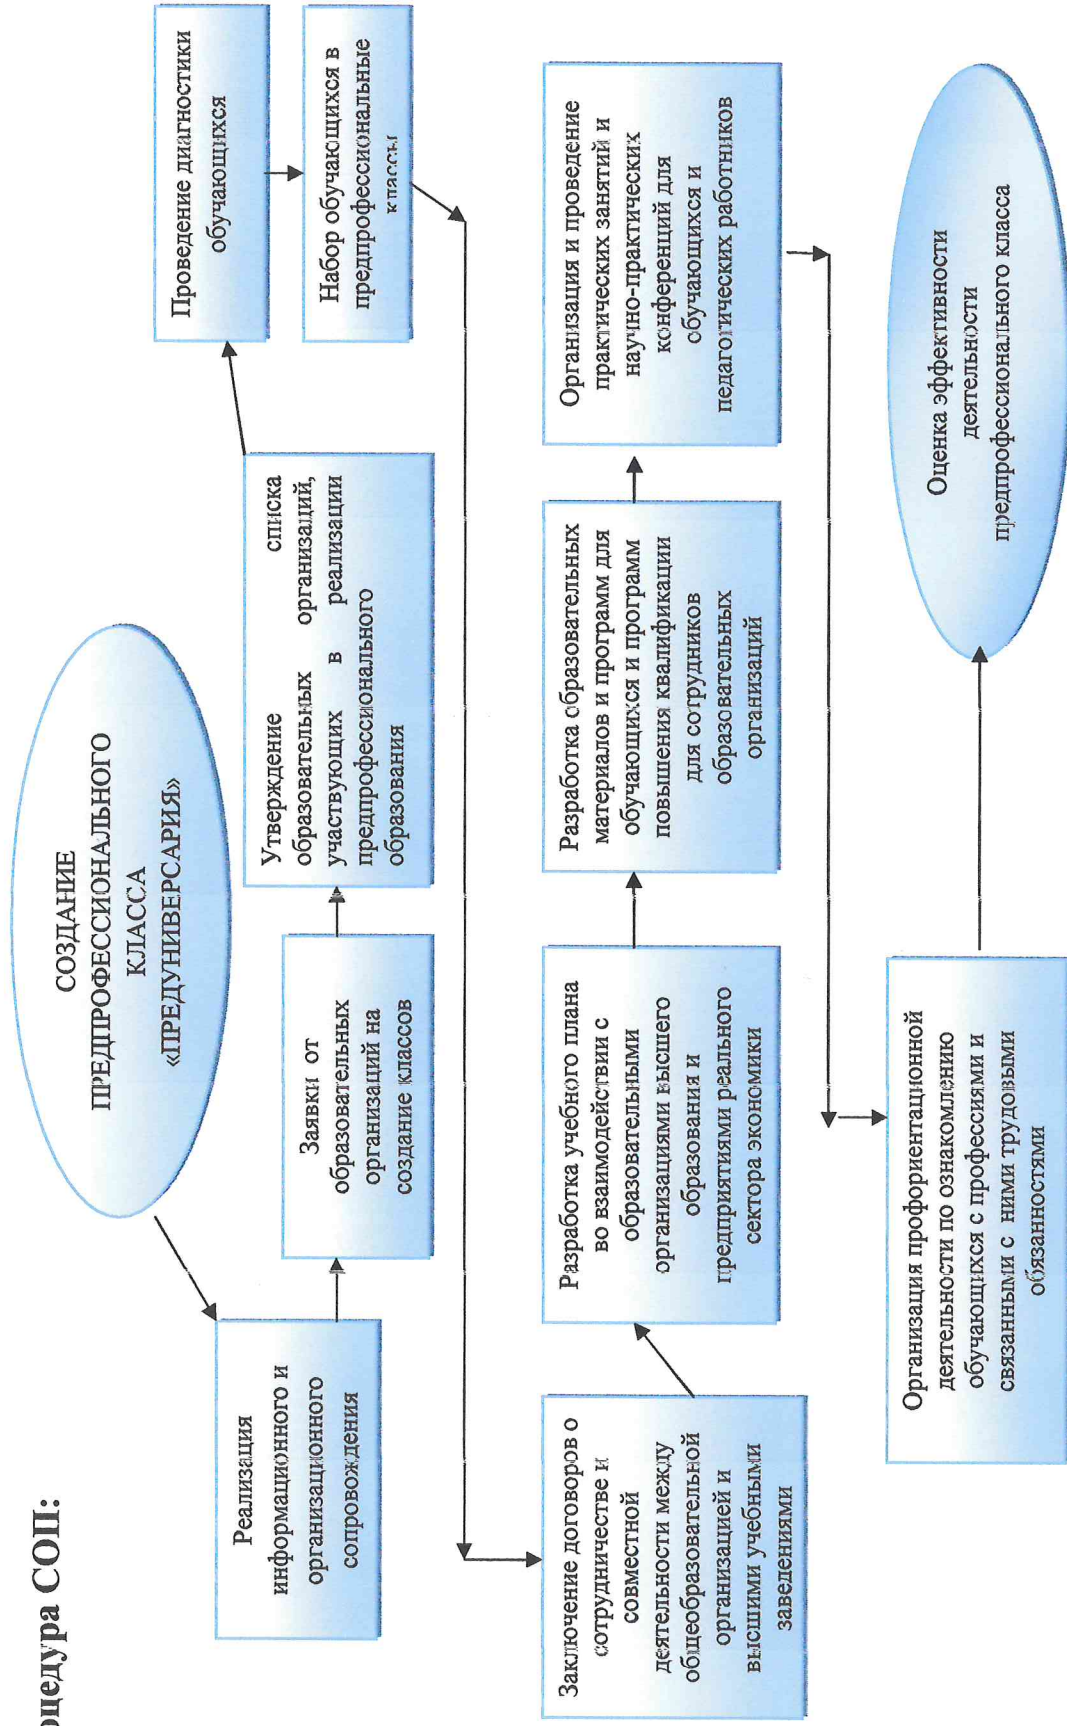 оцедура СОП:
СОЗДАНИЕ
ПРЕДПРОФЕССИОНАЛЬНОГО
КЛАССА
«ПРЕДУНИВЕРСАРИЯ»
Реализация
информационного и
организационного
сопровождения
Заявки от
образовательных
организаций на
создание классов
Утверждение списка
образовательных организаций,
участвующих в реализации
предпрофессионального
образования
Проведение диагностики
обучающихся
Набор обучающихся в
предпрофессиональные
классы
Заключение договоров о
сотрудничестве и
совместной
деятельности между
общеобразовательной
организацией и
высшими учебными
заведениями
Разработка учебного плана
во взаимодействии с
образовательными
организациями высшего
образования и
предприятиями реального
сектора экономики
Разработка образовательных
материалов и программ для
обучающихся и программ
повышения квалификации
для сотрудников
образовательных
организаций
Организация и проведение
практических занятий и
научно-практических
конференций для
обучающихся и
педагогических работников
Организация профориентационной
деятельности по ознакомлению
обучающихся с профессиями и
связанными с ними трудовыми
обязанностями
Оценка эффективности
деятельности
предпрофессионального класса